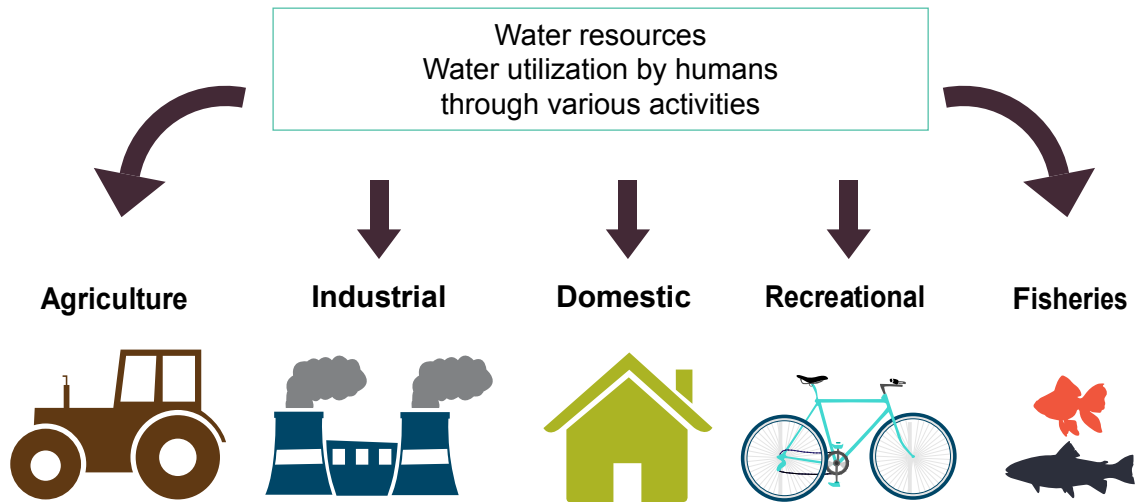 Water resources
Water utilization by humans
through various activities
Agriculture
Industrial
Domestic
Recreational
Fisheries